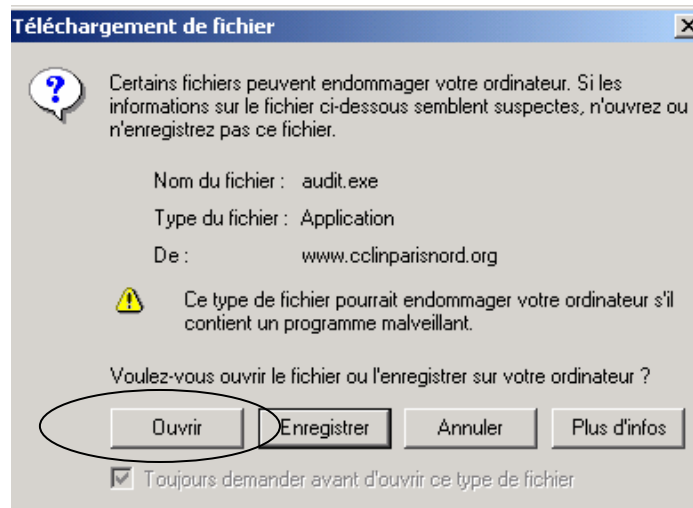 Téléchargement de fichier
Certains fichiers peuvent endommager votre ordinateur. Si les
informations sur le fichier ci-dessous semblent suspectes, n'ouvrez ou
n'enregistrez pas ce fichier.
Nom du fichier : audit.exe
Type du fichier : Application
De : www.cclinparisnord.org
Ce type de fichier pourrait endommager votre ordinateur s'il
contient un programme malveillant.
Voulez-vous ouvrir le fichier ou l'enregistrer sur votre ordinateur ?
Ouvrir Enregistrer Annuler Plus d'infos
Toujours demander avant d'ouvrir ce type de fichier